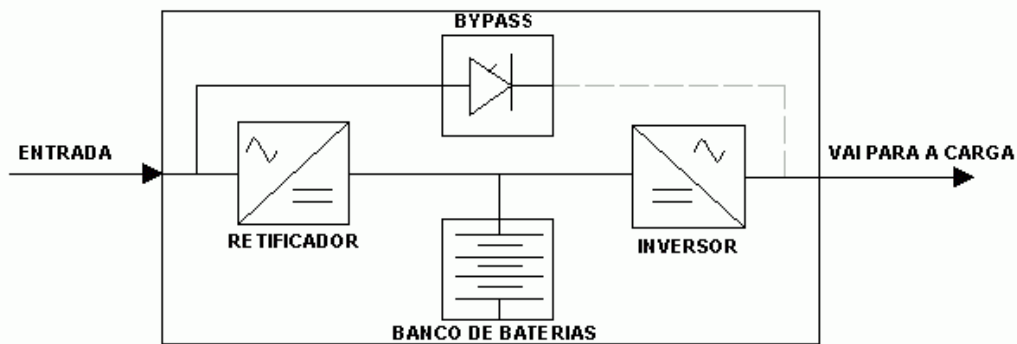 BYPASS
ENTRADA
VAI PARA A CARGA
RETIFICADOR
INVERSOR
BANCO DE BATERIAS